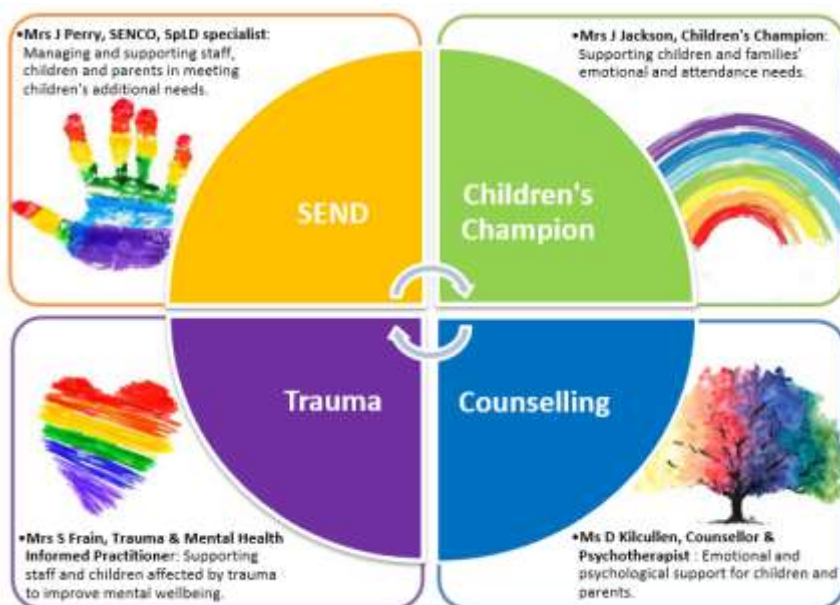 •Mrs J Perry, SENCO, SpLD specialist:
Managing and supporting staff,
children and parents in meeting
children's additional needs.
•Mrs J Jackson, Children's Champion:
Supporting children and families'
emotional and attendance needs.
SEND
Children's
Champion
Trauma
Counselling
•Mrs S Frain, Trauma & Mental Health
Informed Practitioner: Supporting
staff and children affected by trauma
to improve mental wellbeing.
•Ms D Kilcullen, Counsellor &
Psychotherapist : Emotional and
psychological support for children and
parents.